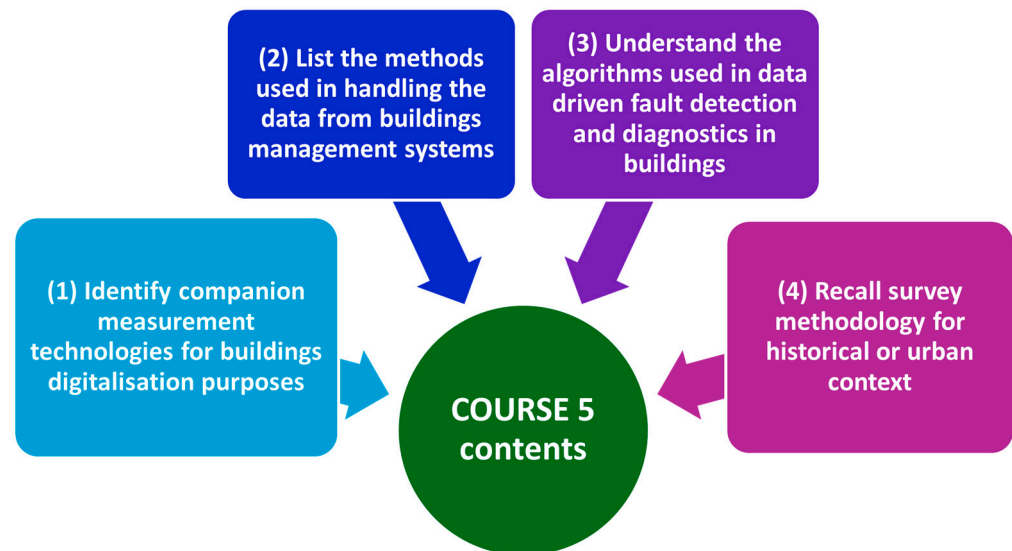 (1) Identify companion
measurement
technologies for buildings
digitalisation purposes
(2) List the methods
used in handling the
data from buildings
management systems
(3) Understand the
algorithms used in data
driven fault detection
and diagnostics in
buildings
(4) Recall survey
methodology for
historical or urban
context
COURSE 5
contents